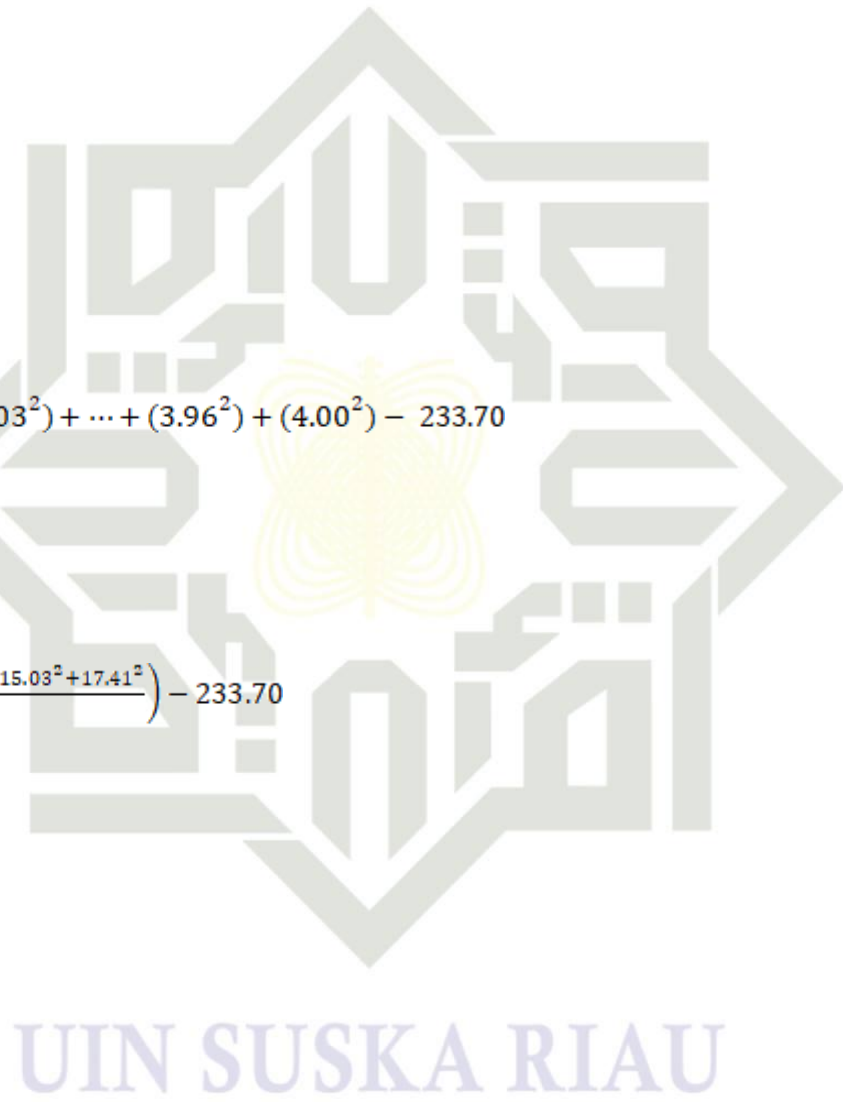 03²) + ⋯ + (3.96²) + (4.00²) − 233.70
15.03²+17.41²) − 233.70
UIN SUSKA RIAU